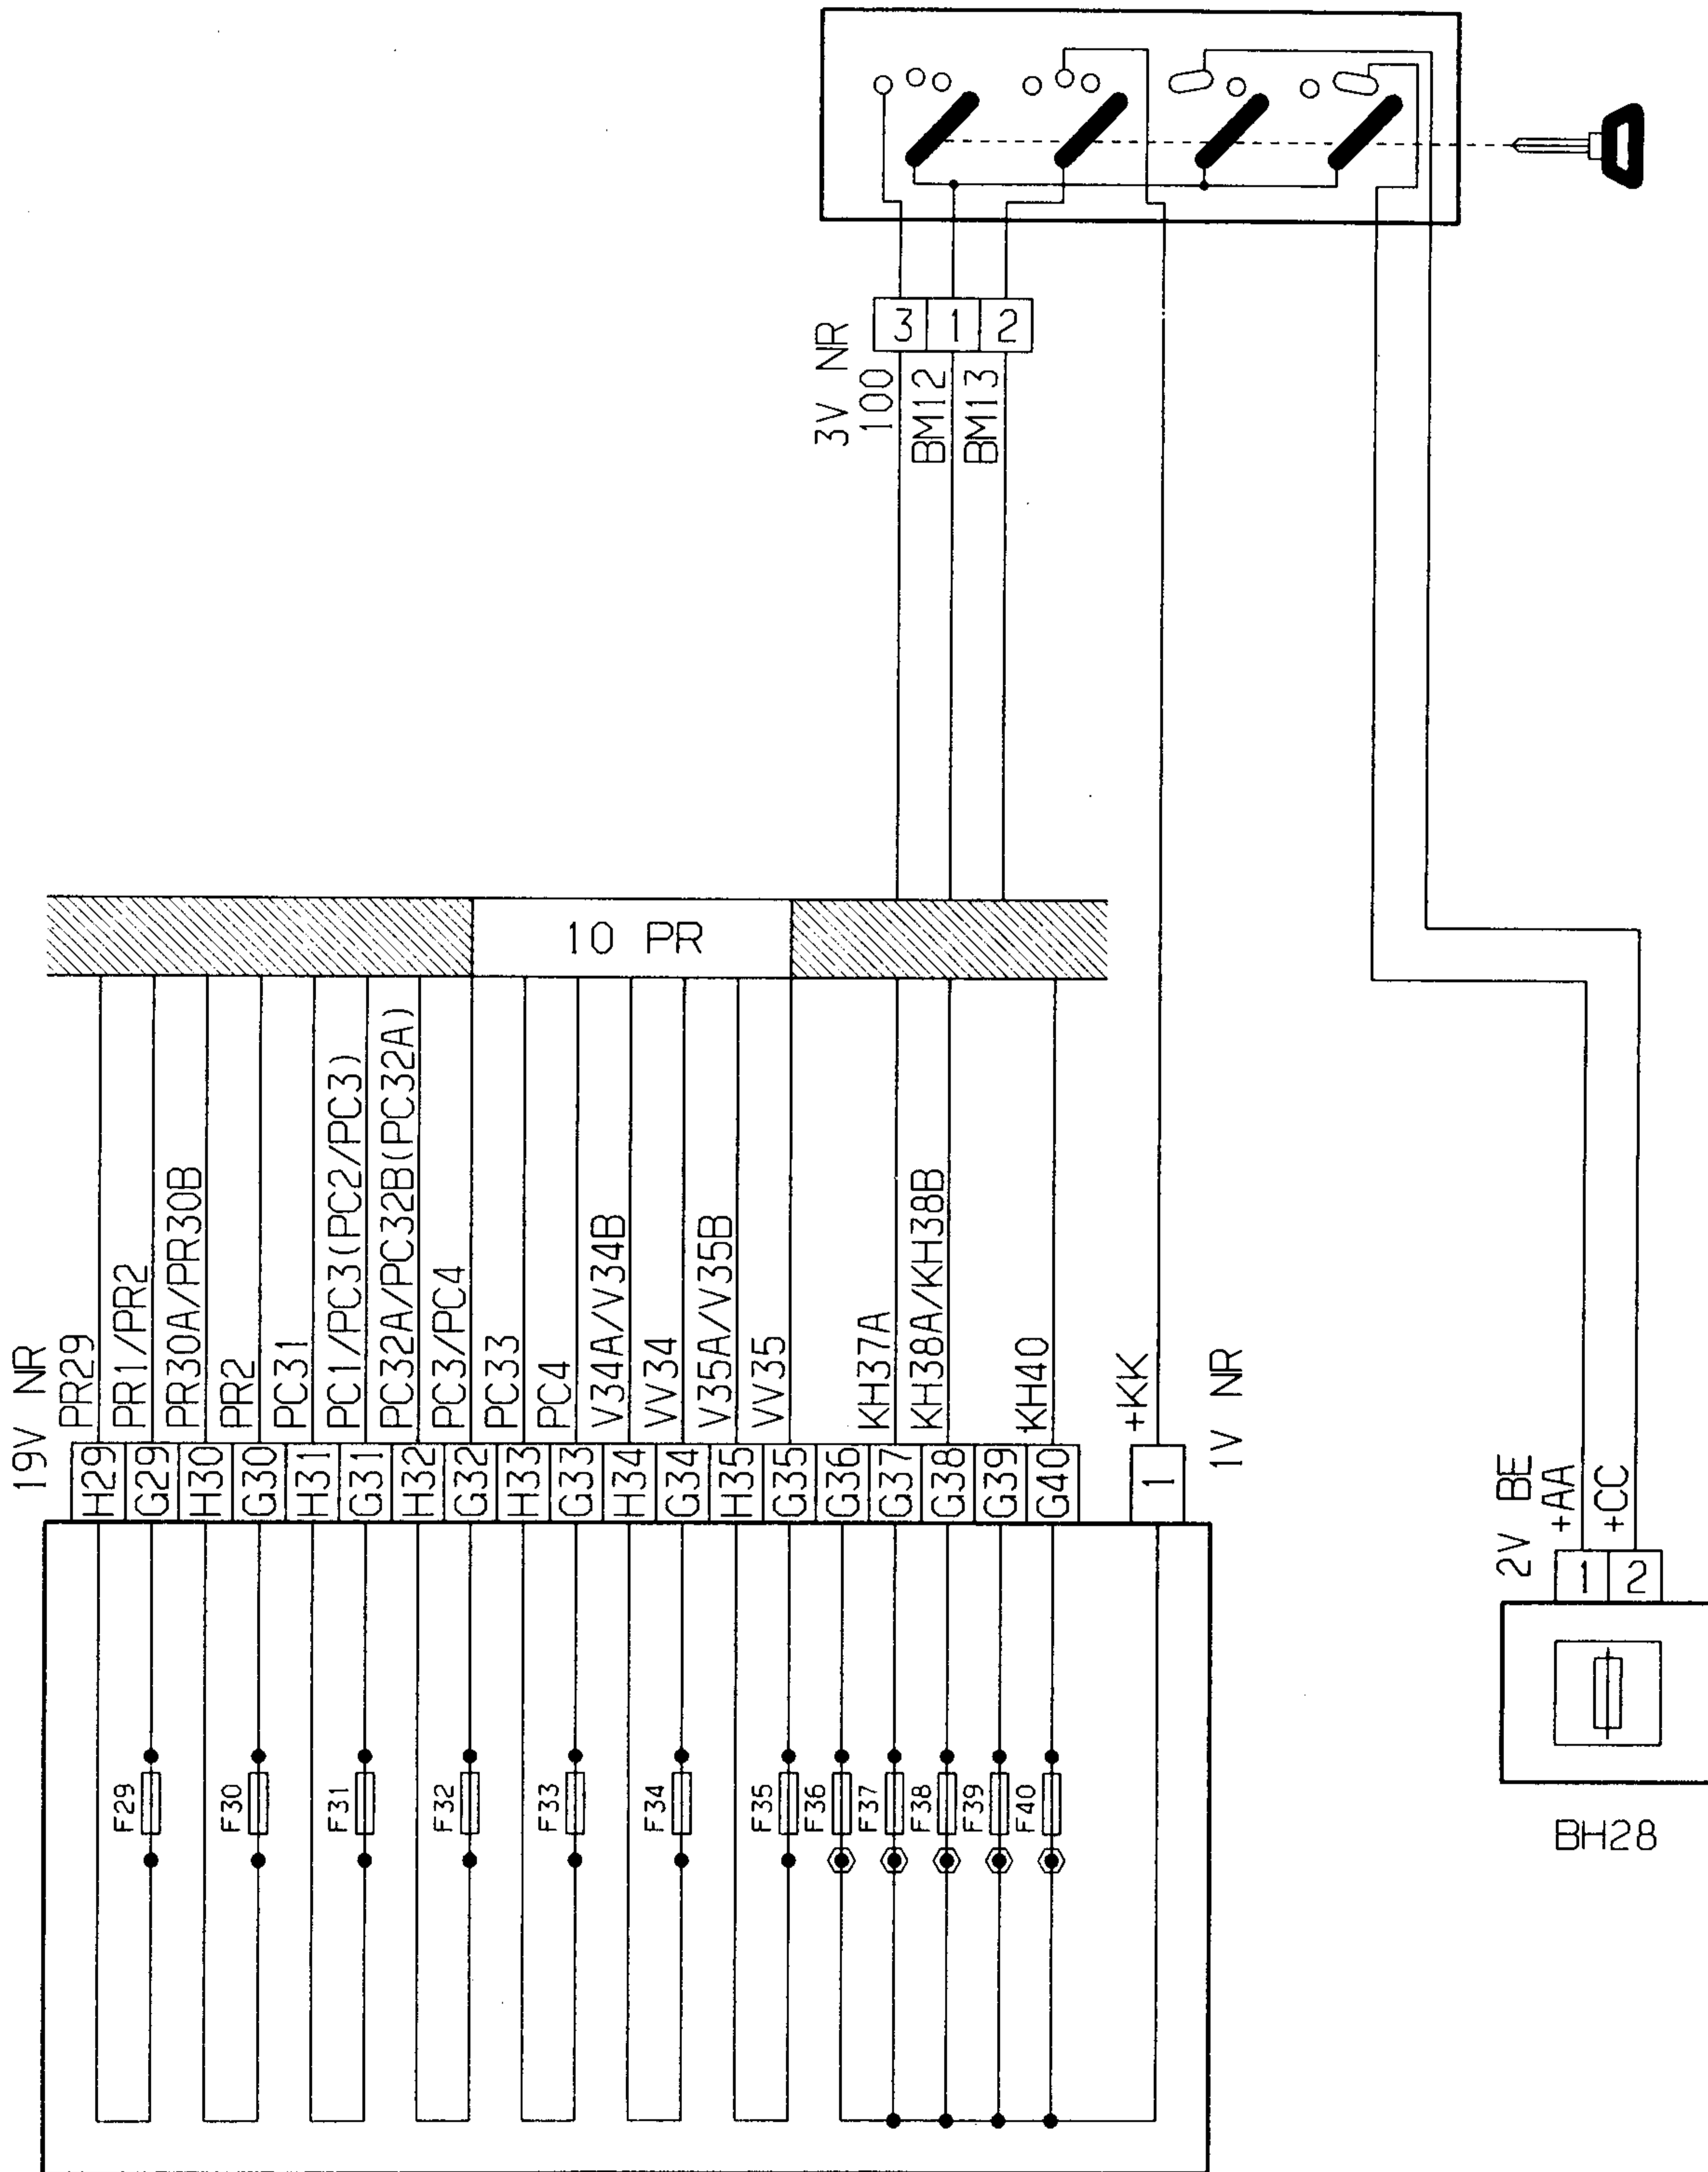 3
1
2
3V NR
100
BM12
BM13
10 PR
19V NR
PR29
PR1/PR2
PR30A/PR30B
PR2
PC31
PC1/PC3(PC2/PC3)
PC32A/PC32B(PC32A)
PC3/PC4
PC33
PC4
V34A/V34B
VV34
V35A/V35B
VV35
KH37A
KH38A/KH38B
KH40
+KK
1V NR
H29
G29
H30
G30
H31
G31
H32
G32
H33
G33
H34
G34
H35
G35
G36
G37
G38
G39
G40
1
2V BE
+AA
+CC
1
2
F29
F30
F31
F32
F33
F34
F35
F36
F37
F38
F39
F40
BH28